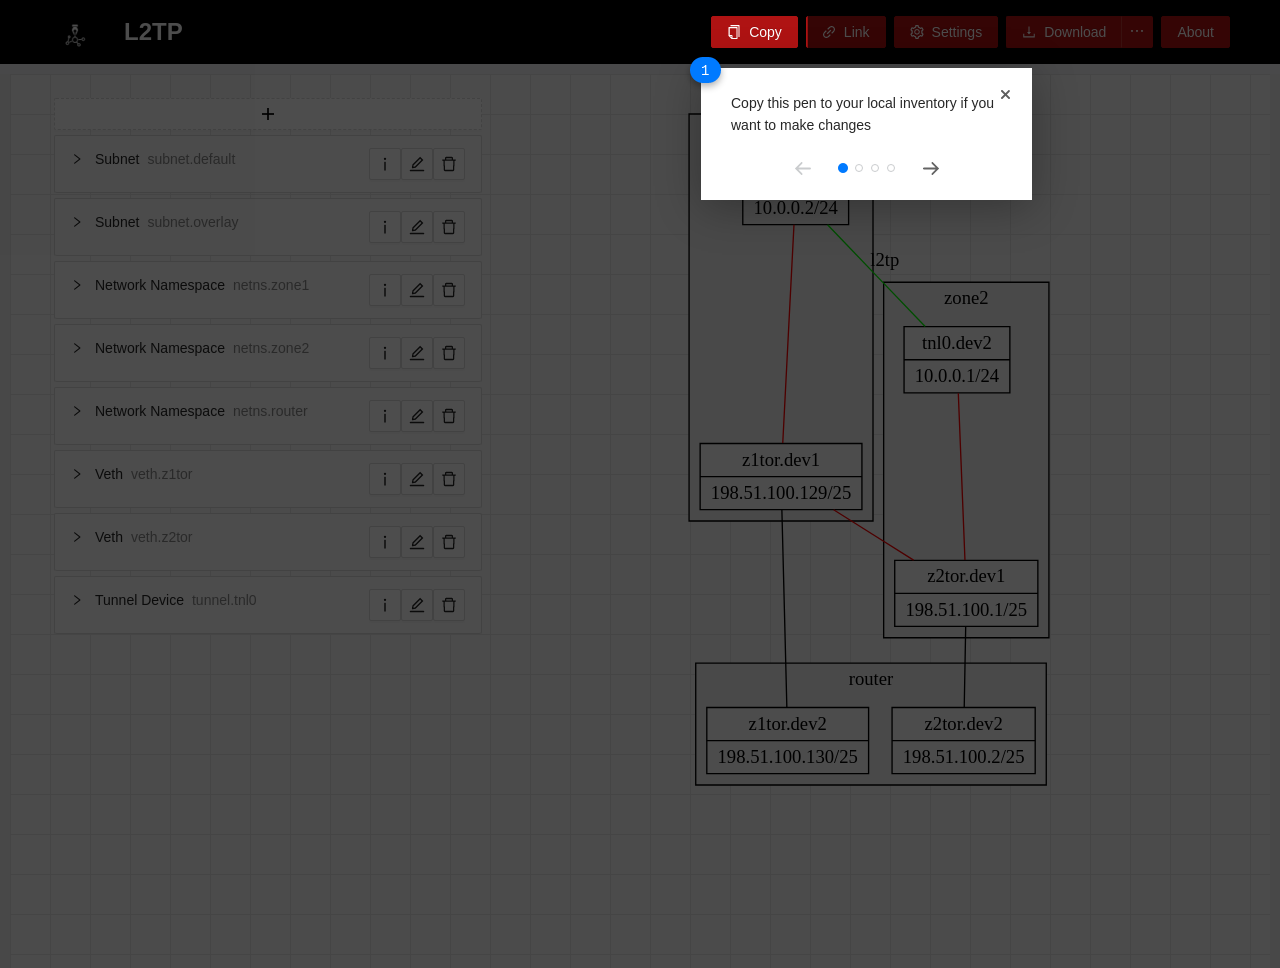 L2TP
Copy
Link
Settings
Download
About
1
Copy this pen to your local inventory if you
want to make changes
Subnet subnet.default
Subnet subnet.overlay
Network Namespace netns.zone1
Network Namespace netns.zone2
Network Namespace netns.router
Veth veth.z1tor
Veth veth.z2tor
Tunnel Device tunnel.tnl0
10.0.0.2/24
l2tp
zone2
tnl0.dev2
10.0.0.1/24
z1tor.dev1
198.51.100.129/25
z2tor.dev1
198.51.100.1/25
router
z1tor.dev2
198.51.100.130/25
z2tor.dev2
198.51.100.2/25